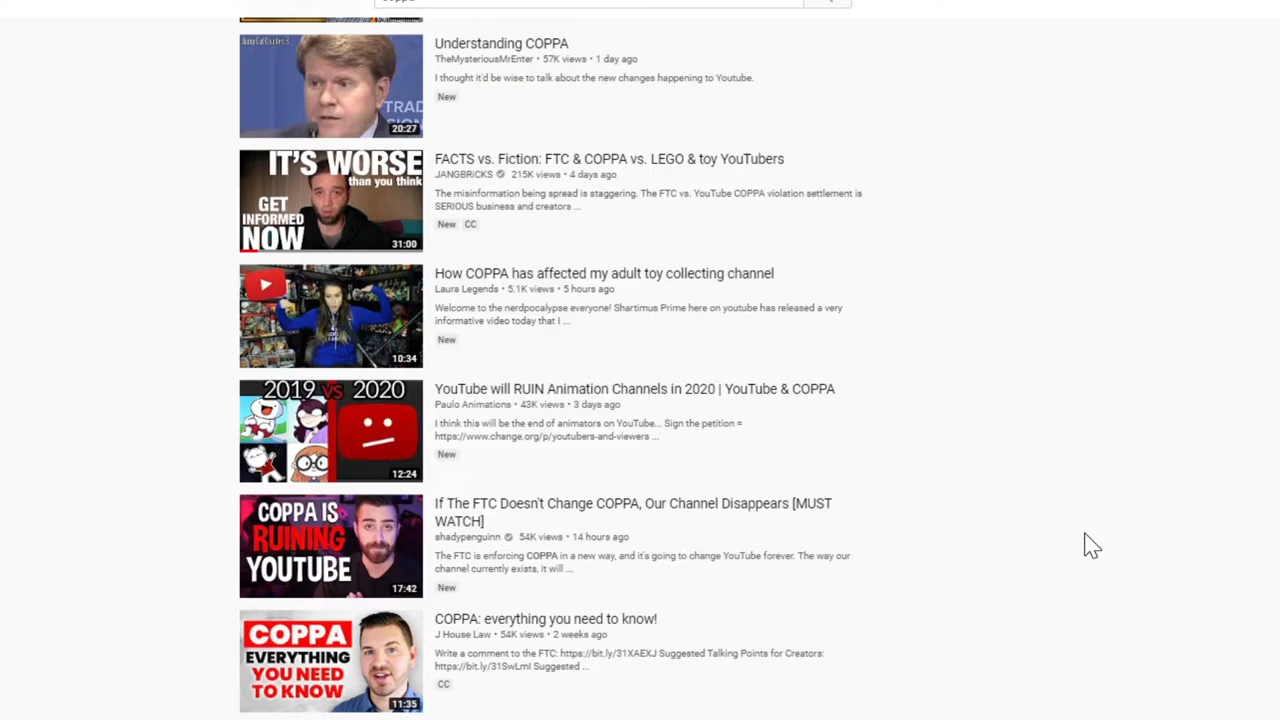 Understanding COPPA
TheMysteriousMrEnter • 57K views • 1 day ago
I thought it'd be wise to talk about the new changes happening to Youtube.
New
TRAD
20:27
IT'S WORSE
than you think
GET
INFORMED
NOW
31:00
FACTS vs. Fiction: FTC & COPPA vs. LEGO & toy YouTubers
JANGBRiCKS 215K views • 4 days ago
The misinformation being spread is staggering. The FTC vs. YouTube COPPA violation settlement is
SERIOUS business and creators ...
New CC
How COPPA has affected my adult toy collecting channel
Laura Legends • 5.1K views • 5 hours ago
Welcome to the nerdpocalypse everyone! Shartimus Prime here on youtube has released a very
informative video today that I ...
New
10:34
2019 vs 2020
12:24
YouTube will RUIN Animation Channels in 2020 | YouTube & COPPA
Paulo Animations • 43K views • 3 days ago
I think this will be the end of animators on YouTube... Sign the petition =
https://www.change.org/p/youtubers-and-viewers ...
New
COPPA IS
RUINING
YOUTUBE
17:42
If The FTC Doesn't Change COPPA, Our Channel Disappears [MUST
WATCH]
shadypenguinn 54K views • 14 hours ago
The FTC is enforcing COPPA in a new way, and it's going to change YouTube forever. The way our
channel currently exists, it will ...
New
COPPA
EVERYTHING
YOU NEED
TO KNOW
11:35
COPPA: everything you need to know!
J House Law • 54K views • 2 weeks ago
Write a comment to the FTC: https://bit.ly/31XAEXJ Suggested Talking Points for Creators:
https://bit.ly/31SwLmI Suggested ...
CC